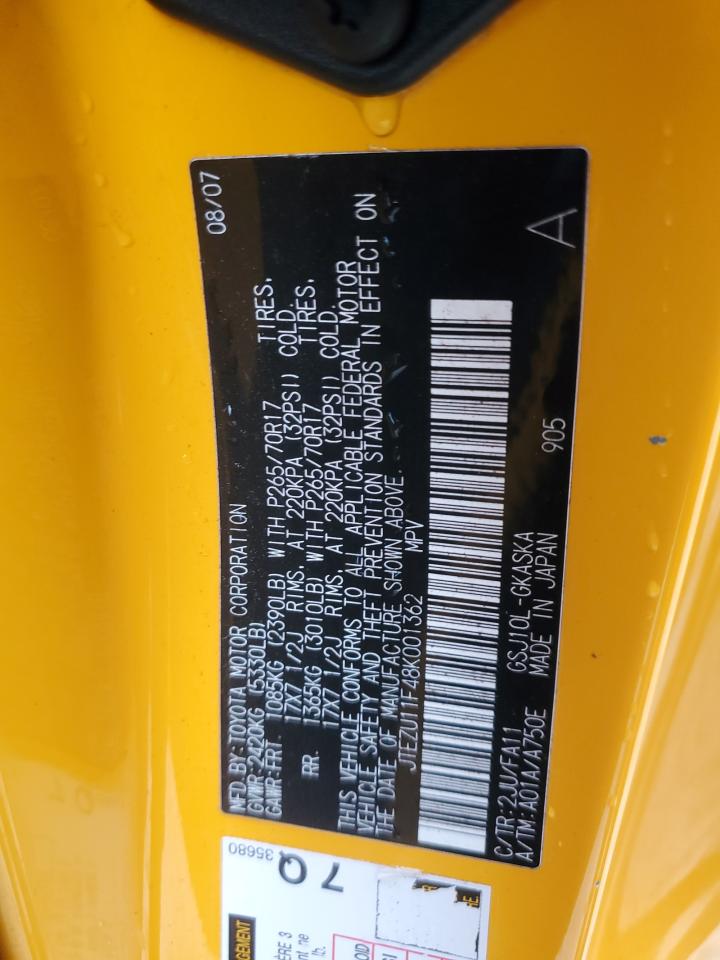 MFD.BY:TOYOTA MOTOR CORPORATION 08/07
GVWR:2420KG (5330LB)
GAWR:FRT 1085KG (2390LB) WITH P265/70R17 TIRES,
17X7 1/2J RIMS, AT 220KPA (32PSI) COLD.
RR. 1365KG (3010LB) WITH P265/70R17 TIRES,
17X7 1/2J RIMS, AT 220KPA (32PSI) COLD.
THIS VEHICLE CONFORMS TO ALL APPLICABLE FEDERAL MOTOR
VEHICLE SAFETY AND THEFT PREVENTION STANDARDS IN EFFECT ON
THE DATE OF MANUFACTURE SHOWN ABOVE.
JTEZU11F48K001362 MPV
C/TR:2JU/FA11 GSJ10L-GKASKA
A/TM:A01A/A750E MADE IN JAPAN 905 A
35680
7Q